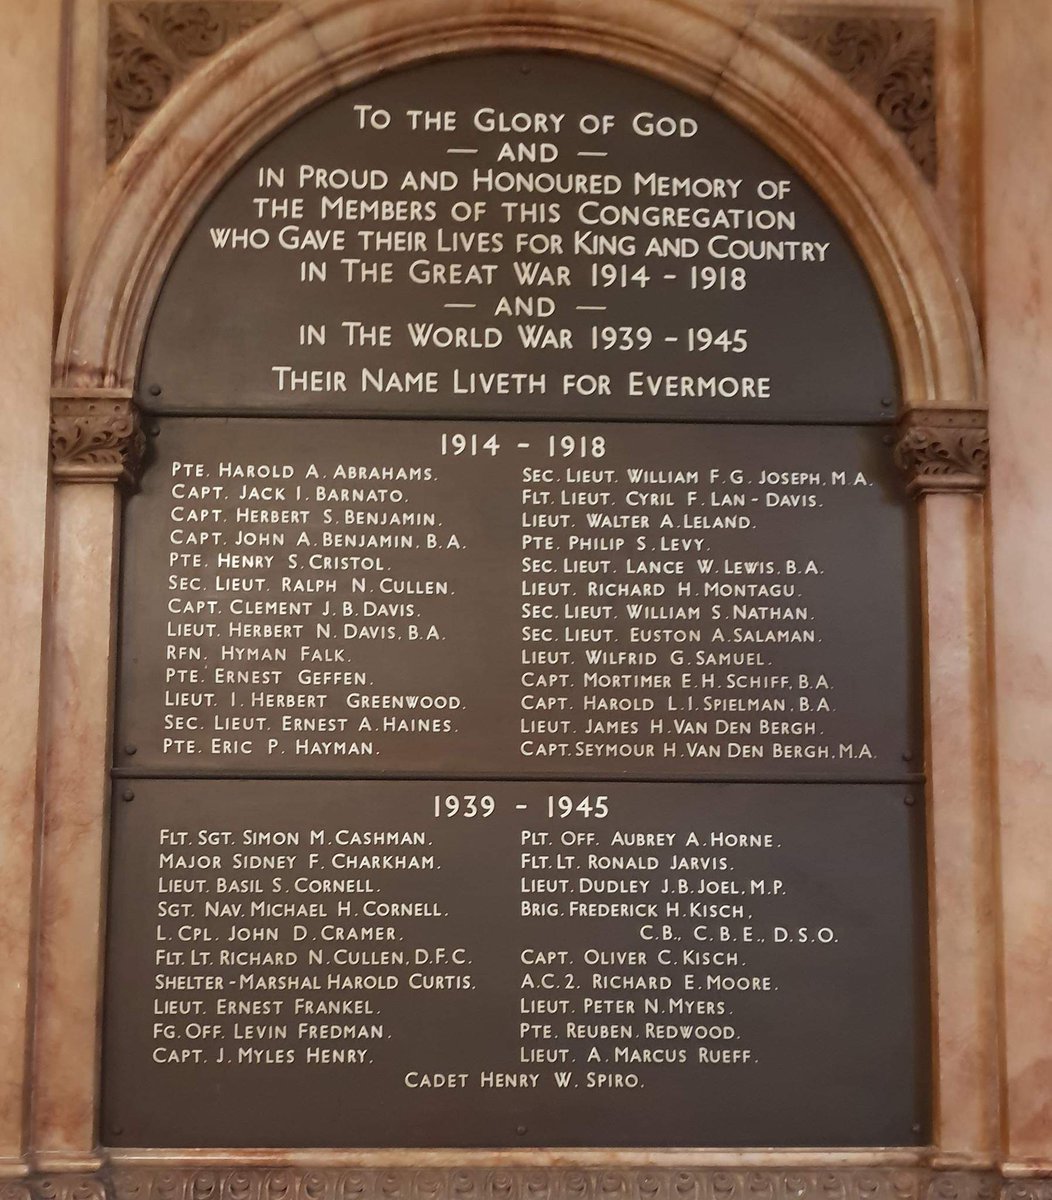 TO THE GLORY OF GOD
— AND —
IN PROUD AND HONOURED MEMORY OF
THE MEMBERS OF THIS CONGREGATION
WHO GAVE THEIR LIVES FOR KING AND COUNTRY
IN THE GREAT WAR 1914 - 1918
— AND —
IN THE WORLD WAR 1939 - 1945
THEIR NAME LIVETH FOR EVERMORE
1914 - 1918
PTE. HAROLD A. ABRAHAMS.
CAPT. JACK I. BARNATO.
CAPT. HERBERT S. BENJAMIN.
CAPT. JOHN A. BENJAMIN, B.A.
PTE. HENRY S. CRISTOL.
SEC. LIEUT. RALPH N. CULLEN.
CAPT. CLEMENT J. B. DAVIS.
LIEUT. HERBERT N. DAVIS, B.A.
RFN. HYMAN FALK.
PTE. ERNEST GEFFEN.
LIEUT. I. HERBERT GREENWOOD.
SEC. LIEUT. ERNEST A. HAINES.
PTE. ERIC P. HAYMAN.
SEC. LIEUT. WILLIAM F. G. JOSEPH, M.A.
FLT. LIEUT. CYRIL F. LAN - DAVIS.
LIEUT. WALTER A. LELAND.
PTE. PHILIP S. LEVY.
SEC. LIEUT. LANCE W. LEWIS, B.A.
LIEUT. RICHARD H. MONTAGU.
SEC. LIEUT. WILLIAM S. NATHAN.
SEC. LIEUT. EUSTON A. SALAMAN.
LIEUT. WILFRID G. SAMUEL.
CAPT. MORTIMER E. H. SCHIFF, B.A.
CAPT. HAROLD L. I. SPIELMAN, B.A.
LIEUT. JAMES H. VAN DEN BERGH.
CAPT. SEYMOUR H. VAN DEN BERGH, M.A.
1939 - 1945
FLT. SGT. SIMON M. CASHMAN.
MAJOR SIDNEY F. CHARKHAM.
LIEUT. BASIL S. CORNELL.
SGT. NAV. MICHAEL H. CORNELL.
L. CPL. JOHN D. CRAMER.
FLT. LT. RICHARD N. CULLEN, D.F.C.
SHELTER - MARSHAL HAROLD CURTIS.
LIEUT. ERNEST FRANKEL.
FG. OFF. LEVIN FREDMAN.
CAPT. J. MYLES HENRY.
PLT. OFF. AUBREY A. HORNE.
FLT. LT. RONALD JARVIS.
LIEUT. DUDLEY J. B. JOEL, M.P.
BRIG. FREDERICK H. KISCH,
C.B., C.B.E., D.S.O.
CAPT. OLIVER C. KISCH.
A.C.2. RICHARD E. MOORE.
LIEUT. PETER N. MYERS.
PTE. REUBEN. REDWOOD.
LIEUT. A. MARCUS RUEFF.
CADET HENRY W. SPIRO.